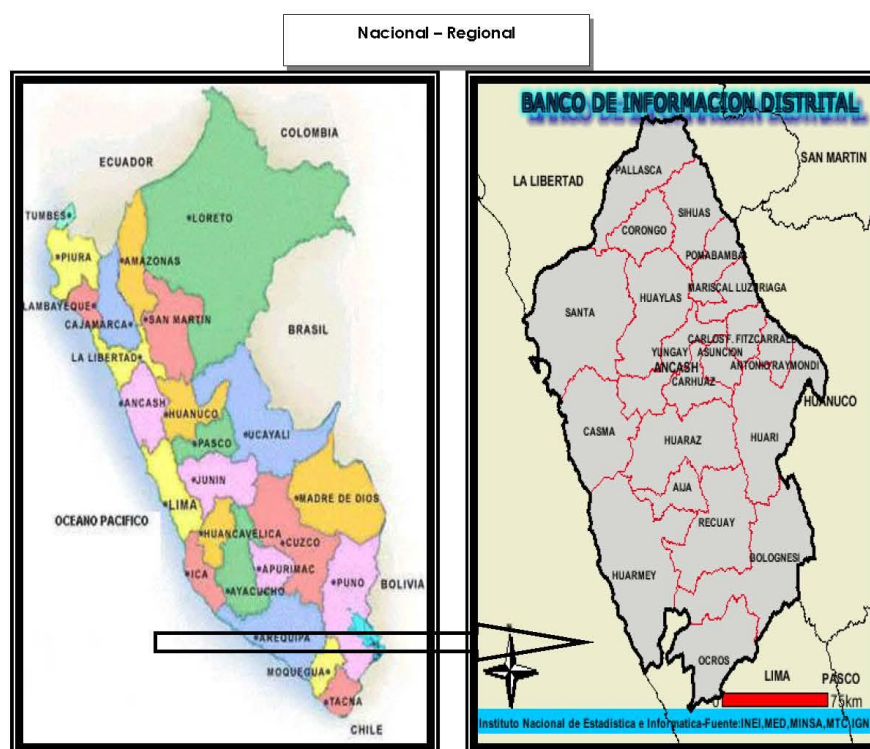 Nacional – Regional
COLOMBIA
ECUADOR
TUMBES
LORETO
PIURA
AMAZONAS
LAMBAYEQUE
CAJAMARCA
SAN MARTIN
BRASIL
LA LIBERTAD
ANCASH
HUANUCO
UCAYALI
PASCO
JUNIN
MADRE DE DIOS
LIMA
OCEANO PACIFICO
HUANCAVELICA
CUZCO
ICA
APURIMAC
PUNO
BOLIVIA
AYACUCHO
AREQUIPA
MOQUEGUA
TACNA
CHILE
BANCO DE INFORMACION DISTRITAL
SAN MARTIN
PALLASCA
LA LIBERTAD
SIHUAS
CORONGO
POMABAMBA
MARISCAL LUZURIAGA
HUAYLAS
SANTA
CARLOS F. FITZCARRALD
YUNGAY
ASUNCION
ANCASH
ANTONIO RAYMONDI
CARHUAZ
HUANUCO
CASMA
HUARAZ
HUARI
AIJA
RECUAY
BOLOGNESI
HUARMEY
OCROS
LIMA
PASCO
0
75km
Instituto Nacional de Estadistica e Informatica-Fuente:INEI,MED,MINSA,MTC,IGN